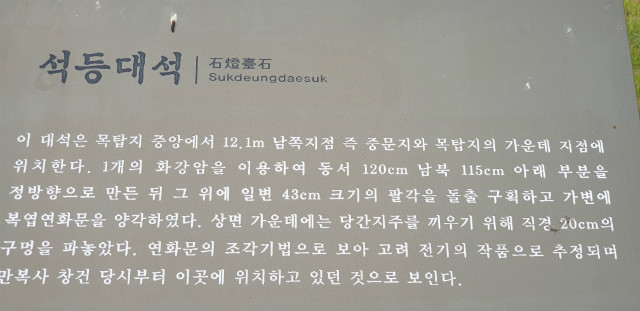 석등대석
石燈臺石
Sukdeungdaesuk
이 대석은 목탑지 중앙에서 12.1m 남쪽지점 즉 중문지와 목탑지의 가운데 지점에
위치한다. 1개의 화강암을 이용하여 동서 120cm 남북 115cm 아래 부분을
정방향으로 만든 뒤 그 위에 일변 43cm 크기의 팔각을 돌출 구획하고 가변에
복엽연화문을 양각하였다. 상면 가운데에는 당간지주를 끼우기 위해 직경 20cm의
구멍을 파놓았다. 연화문의 조각기법으로 보아 고려 전기의 작품으로 추정되며
만복사 창건 당시부터 이곳에 위치하고 있던 것으로 보인다.